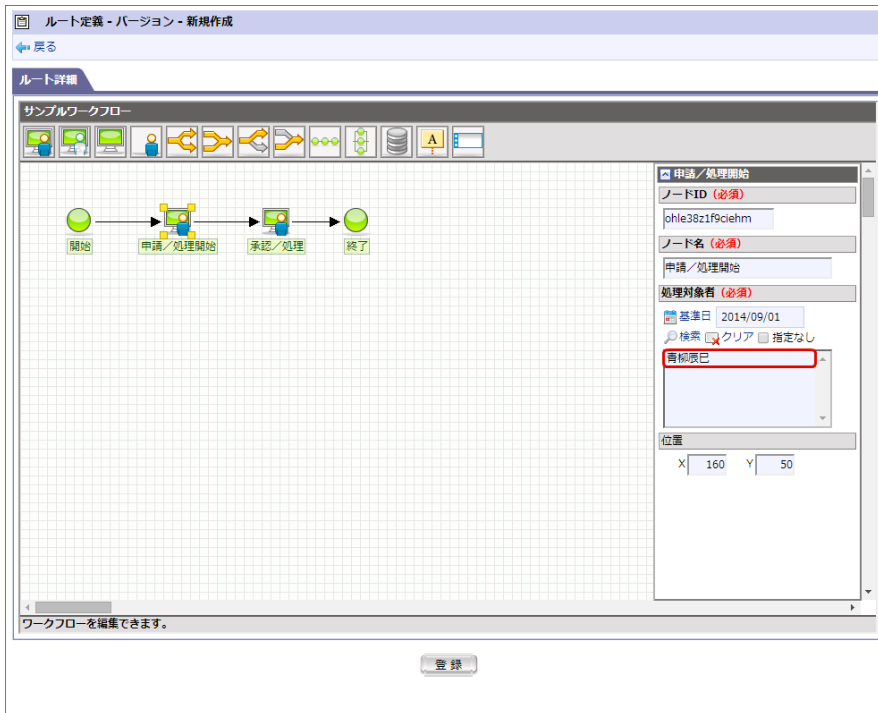 ルート定義 - バージョン - 新規作成
戻る
ルート詳細
サンプルワークフロー
A
開始
申請／処理開始
承認／処理
終了
申請／処理開始
ノードID（必須）
ohle38z1f9ciehm
ノード名（必須）
申請／処理開始
処理対象者（必須）
基準日 2014/09/01
検索 クリア 指定なし
青柳辰巳
位置
X 160 Y 50
ワークフローを編集できます。
登 録